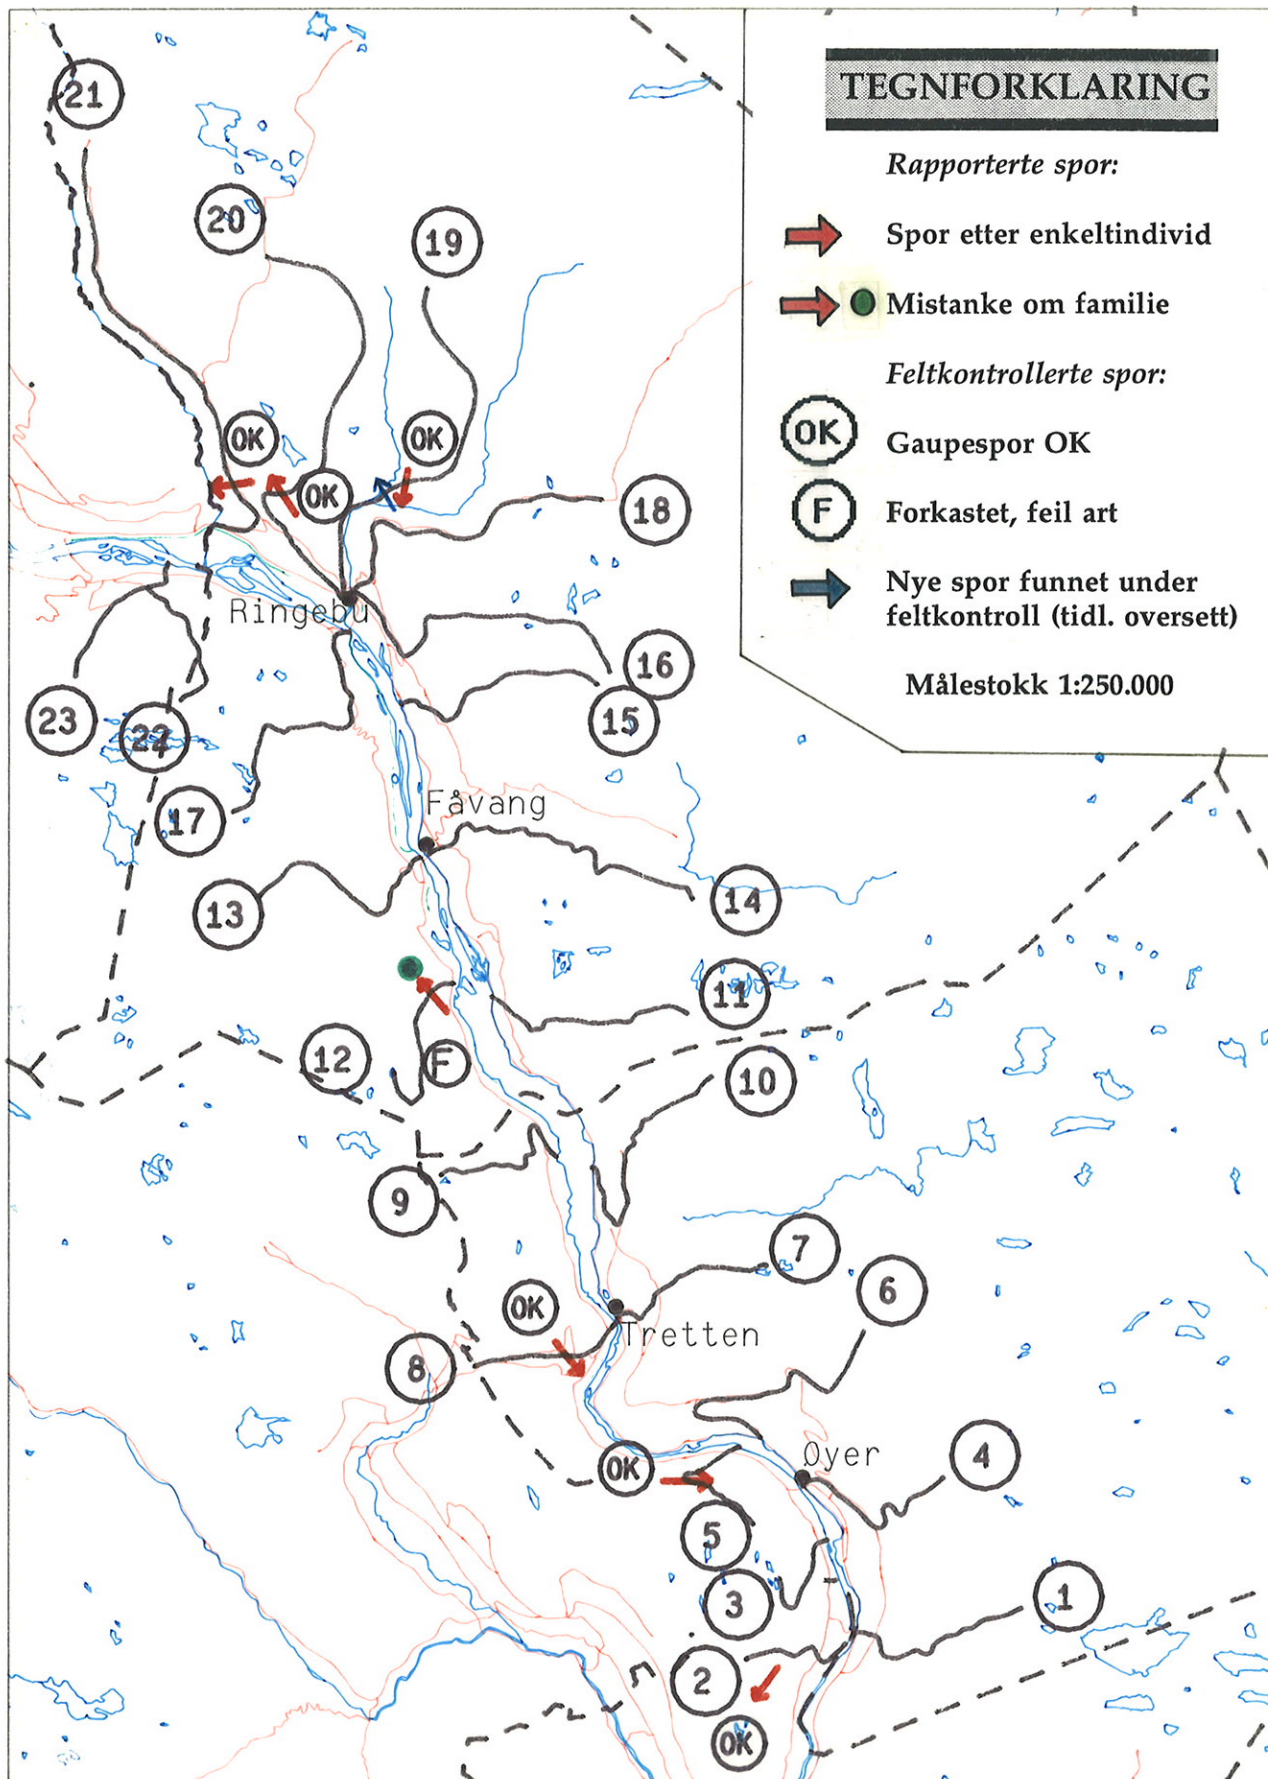 TEGNFORKLARING
Rapporterte spor:
Spor etter enkeltindivid
Mistanke om familie
Feltkontrollerte spor:
OK Gaupespor OK
F Forkastet, feil art
Nye spor funnet under
feltkontroll (tidl. oversett)
Målestokk 1:250.000
21
20
19
OK
OK
OK
18
Ringebu
16
23
22
15
17
Fåvang
14
13
11
12
F
10
9
7
6
OK
Tretten
8
Øyer
4
OK
5
3
1
2
OK